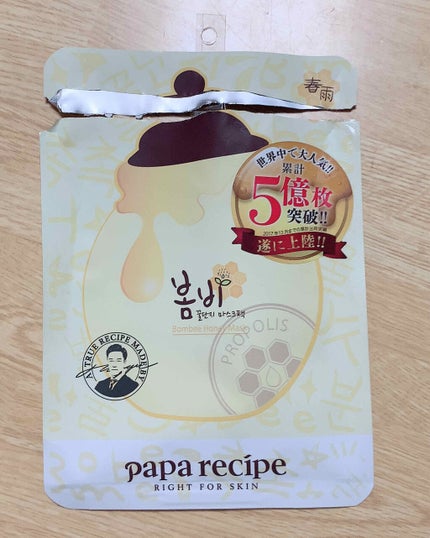 春雨
世界中で大人気!!
累計
5億枚
突破!!
遂に上陸!!
봄비
꿀단지 마스크팩
Bombee Honey Mask
PROPOLIS
A TRUE RECIPE MADE BY
papa recipe
RIGHT FOR SKIN